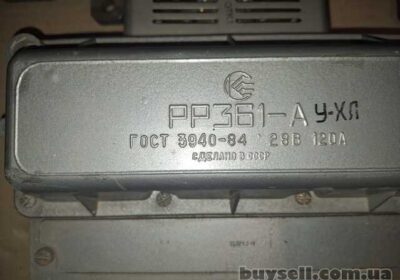 РР361-А У-ХЛ
ГОСТ 3940-84 28В 120А
СДЕЛАНО В СССР
buysell.com.ua